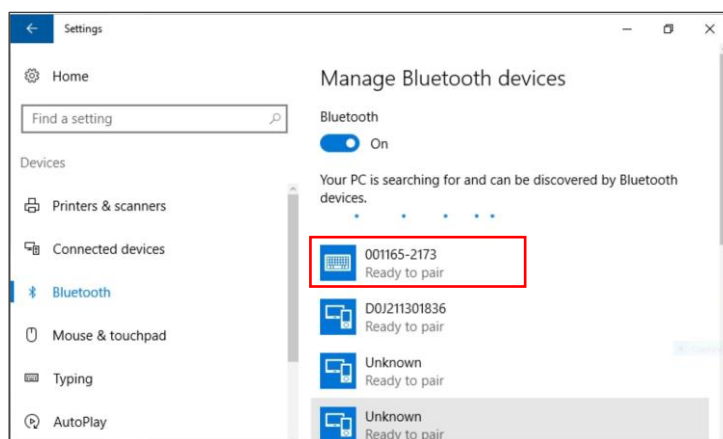 Settings
Home
Find a setting
Devices
Printers & scanners
Connected devices
Bluetooth
Mouse & touchpad
Typing
AutoPlay
Manage Bluetooth devices
Bluetooth
On
Your PC is searching for and can be discovered by Bluetooth
devices.
001165-2173
Ready to pair
D0J211301836
Ready to pair
Unknown
Ready to pair
Unknown
Ready to pair